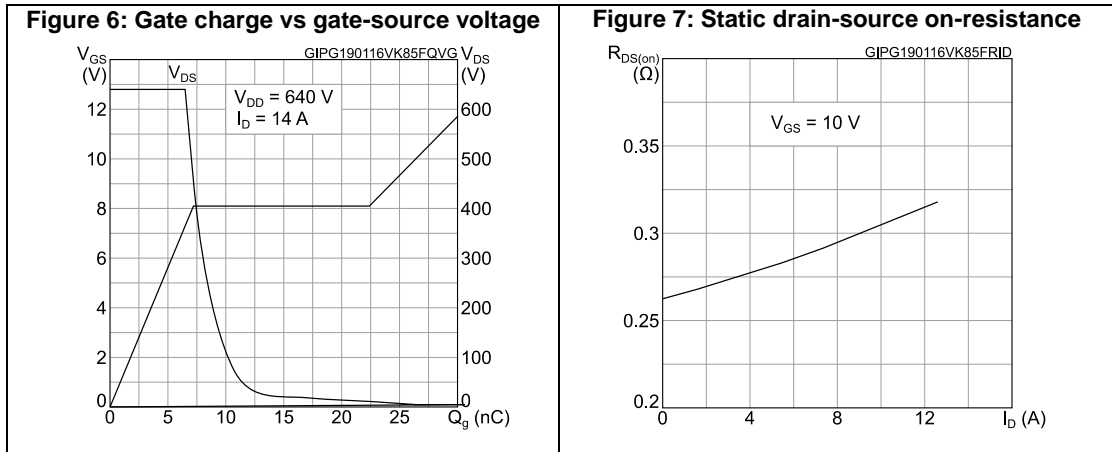 Figure 6: Gate charge vs gate-source voltage
V_GS (V)
GIPG190116VK85FQVG
V_DS (V)
V_DS
V_DD = 640 V
I_D = 14 A
12
10
8
6
4
2
0
600
500
400
300
200
100
0
0 5 10 15 20 25 Q_g (nC)
Figure 7: Static drain-source on-resistance
R_DS(on) (Ω)
GIPG190116VK85FRID
V_GS = 10 V
0.35
0.3
0.25
0.2
0 4 8 12 I_D (A)